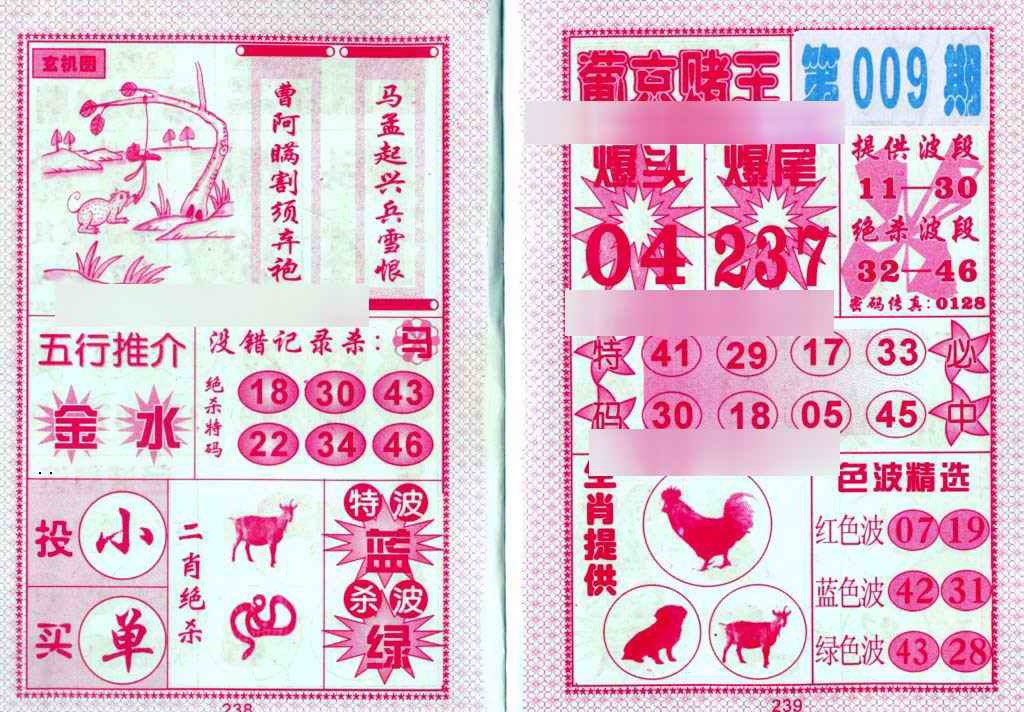 玄机图
马孟起兴兵雪恨
曹阿瞒割须弃袍
五行推介
金 水
没错记录杀：马
绝杀特码
18 30 43
22 34 46
投 小
买 单
二肖绝杀
特波
蓝
杀波
绿
238
葡京赌王
第009期
爆头
04
爆尾
237
提供波段
11—30
绝杀波段
32—46
密码传真：0128
特码
41 29 17 33
30 18 05 45
必中
生肖提供
色波精选
红色波 07 19
蓝色波 42 31
绿色波 43 28
239